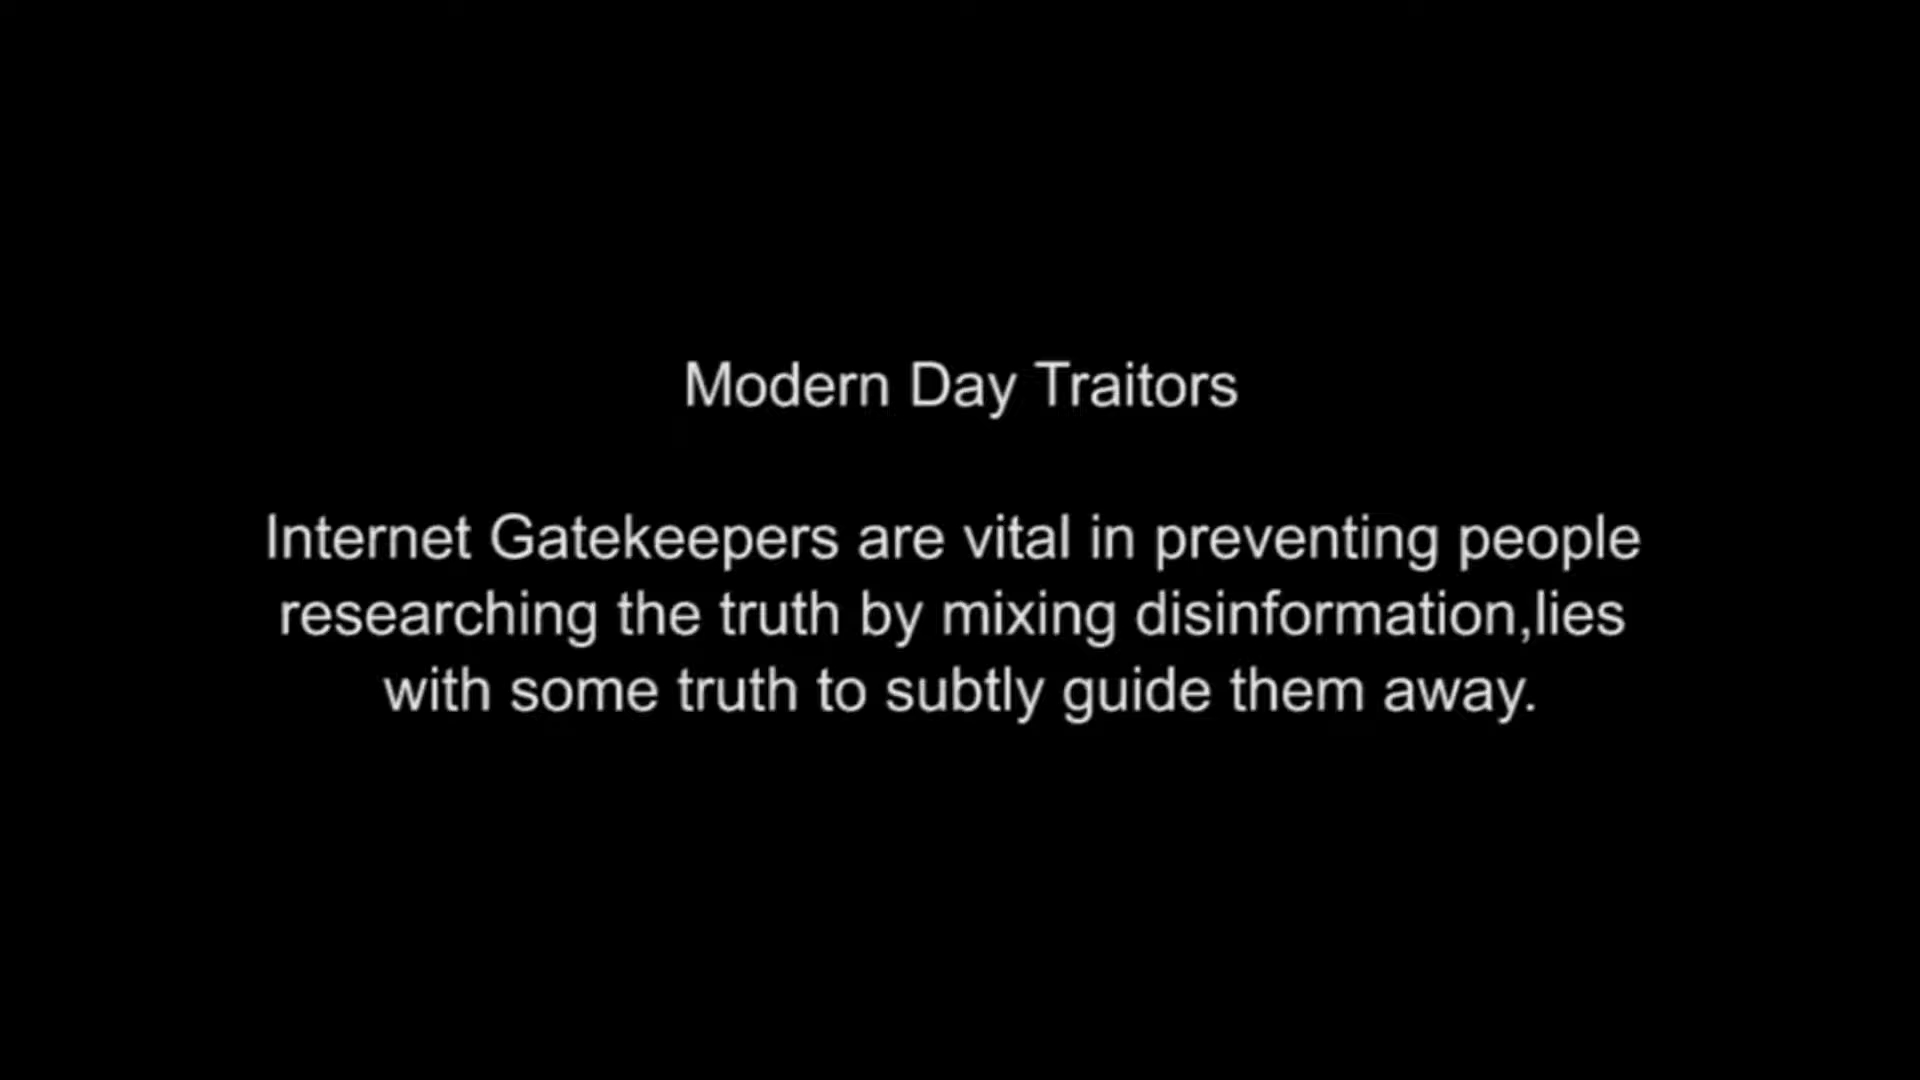 Modern Day Traitors
Internet Gatekeepers are vital in preventing people
researching the truth by mixing disinformation,lies
with some truth to subtly guide them away.